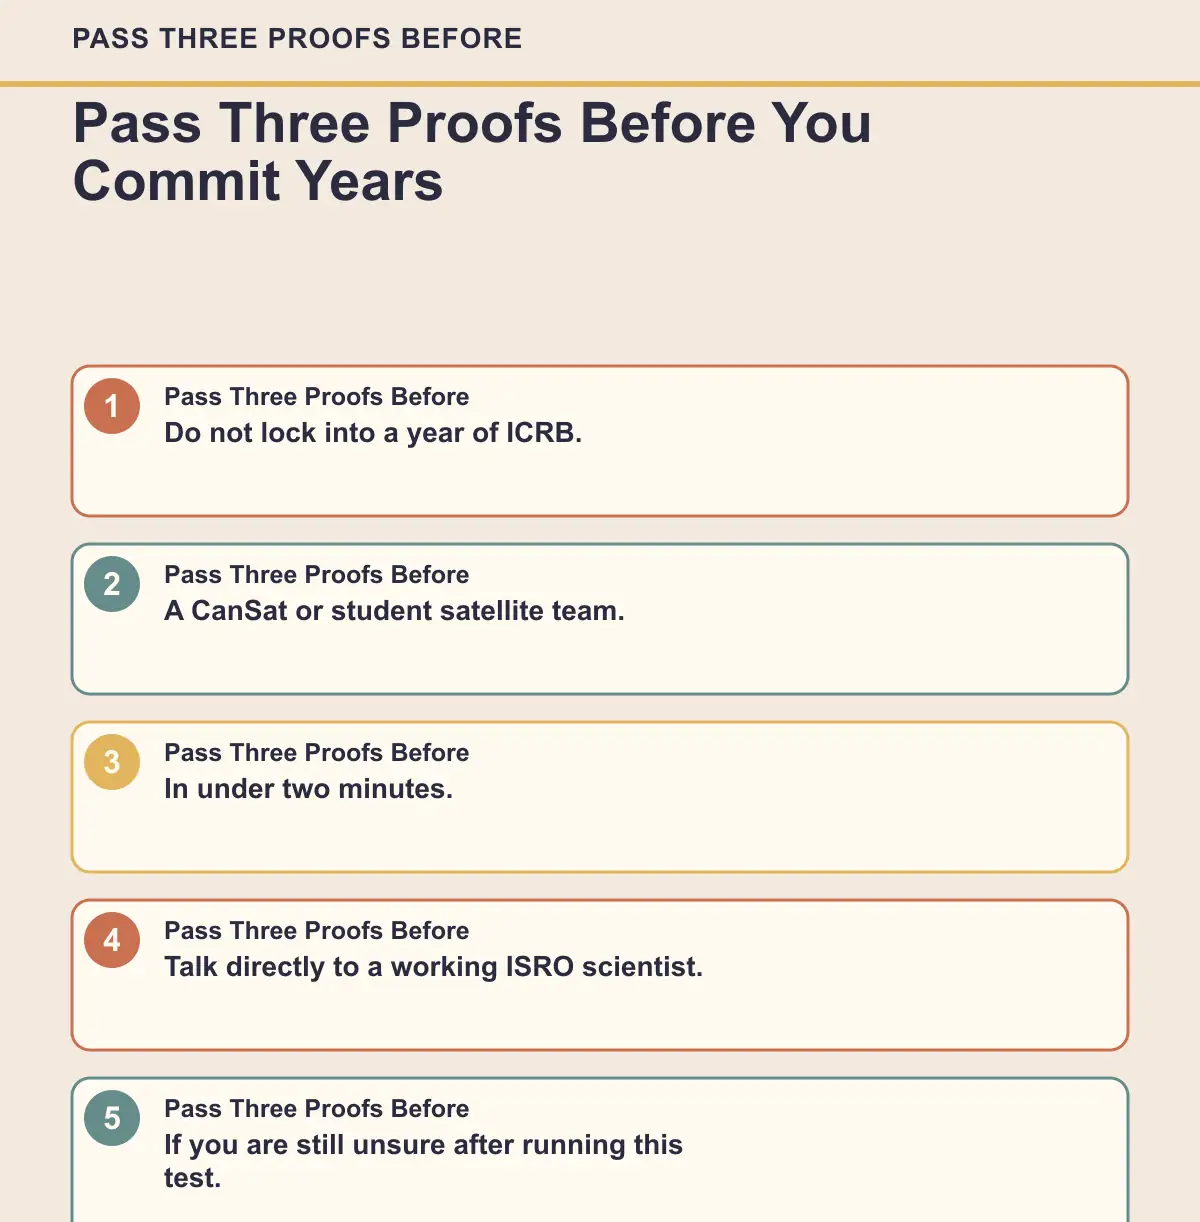 PASS THREE PROOFS BEFORE
Pass Three Proofs Before You
Commit Years
1
Pass Three Proofs Before
Do not lock into a year of ICRB.
2
Pass Three Proofs Before
A CanSat or student satellite team.
3
Pass Three Proofs Before
In under two minutes.
4
Pass Three Proofs Before
Talk directly to a working ISRO scientist.
5
Pass Three Proofs Before
If you are still unsure after running this
test.